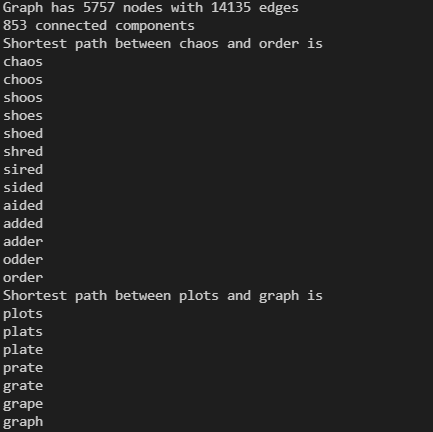 Graph has 5757 nodes with 14135 edges
853 connected components
Shortest path between chaos and order is
chaos
choos
shoos
shoes
shoed
shred
sired
sided
aided
added
adder
odder
order
Shortest path between plots and graph is
plots
plats
plate
prate
grate
grape
graph